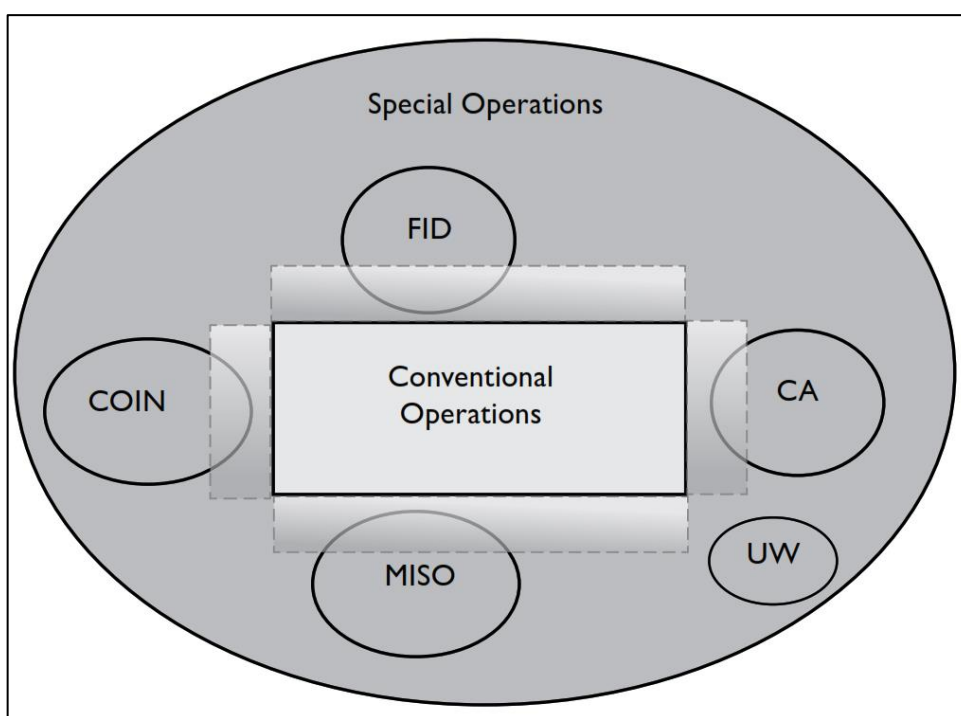 Special Operations
FID
Conventional
Operations
COIN
CA
MISO
UW